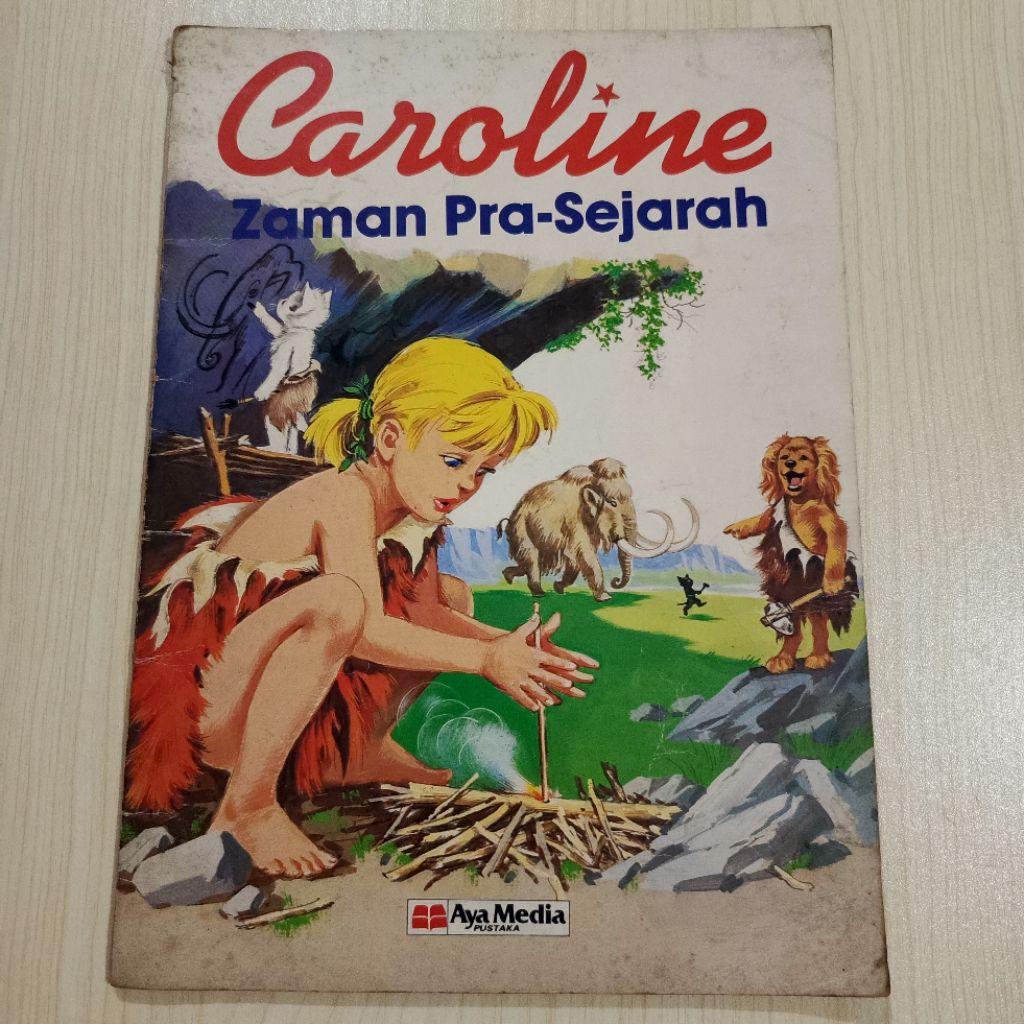 Caroline
Zaman Pra-Sejarah
Aya Media
PUSTAKA